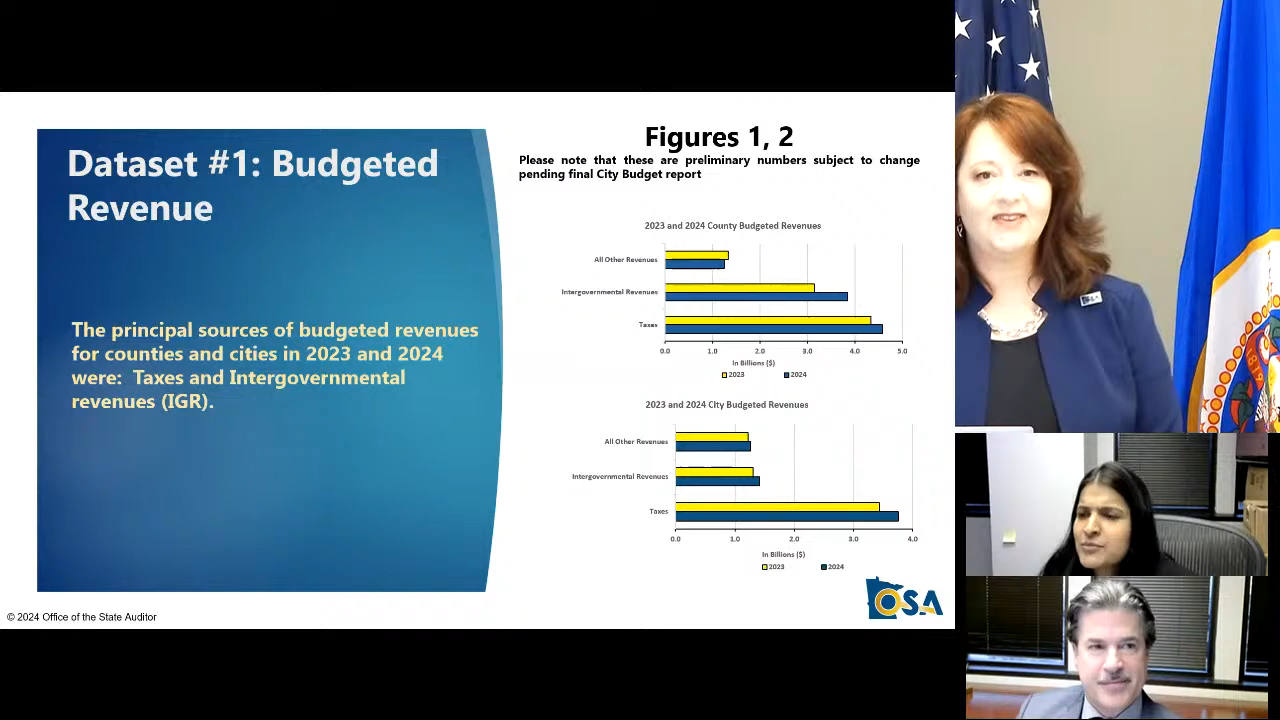 Dataset #1: Budgeted
Revenue
The principal sources of budgeted revenues
for counties and cities in 2023 and 2024
were: Taxes and Intergovernmental
revenues (IGR).
Figures 1, 2
Please note that these are preliminary numbers subject to change
pending final City Budget report
2023 and 2024 County Budgeted Revenues
All Other Revenues
Intergovernmental Revenues
Taxes
0.0 1.0 2.0 3.0 4.0 5.0
In Billions ($)
2023 2024
2023 and 2024 City Budgeted Revenues
All Other Revenues
Intergovernmental Revenues
Taxes
0.0 1.0 2.0 3.0 4.0
In Billions ($)
2023 2024
OSA
© 2024 Office of the State Auditor
1819